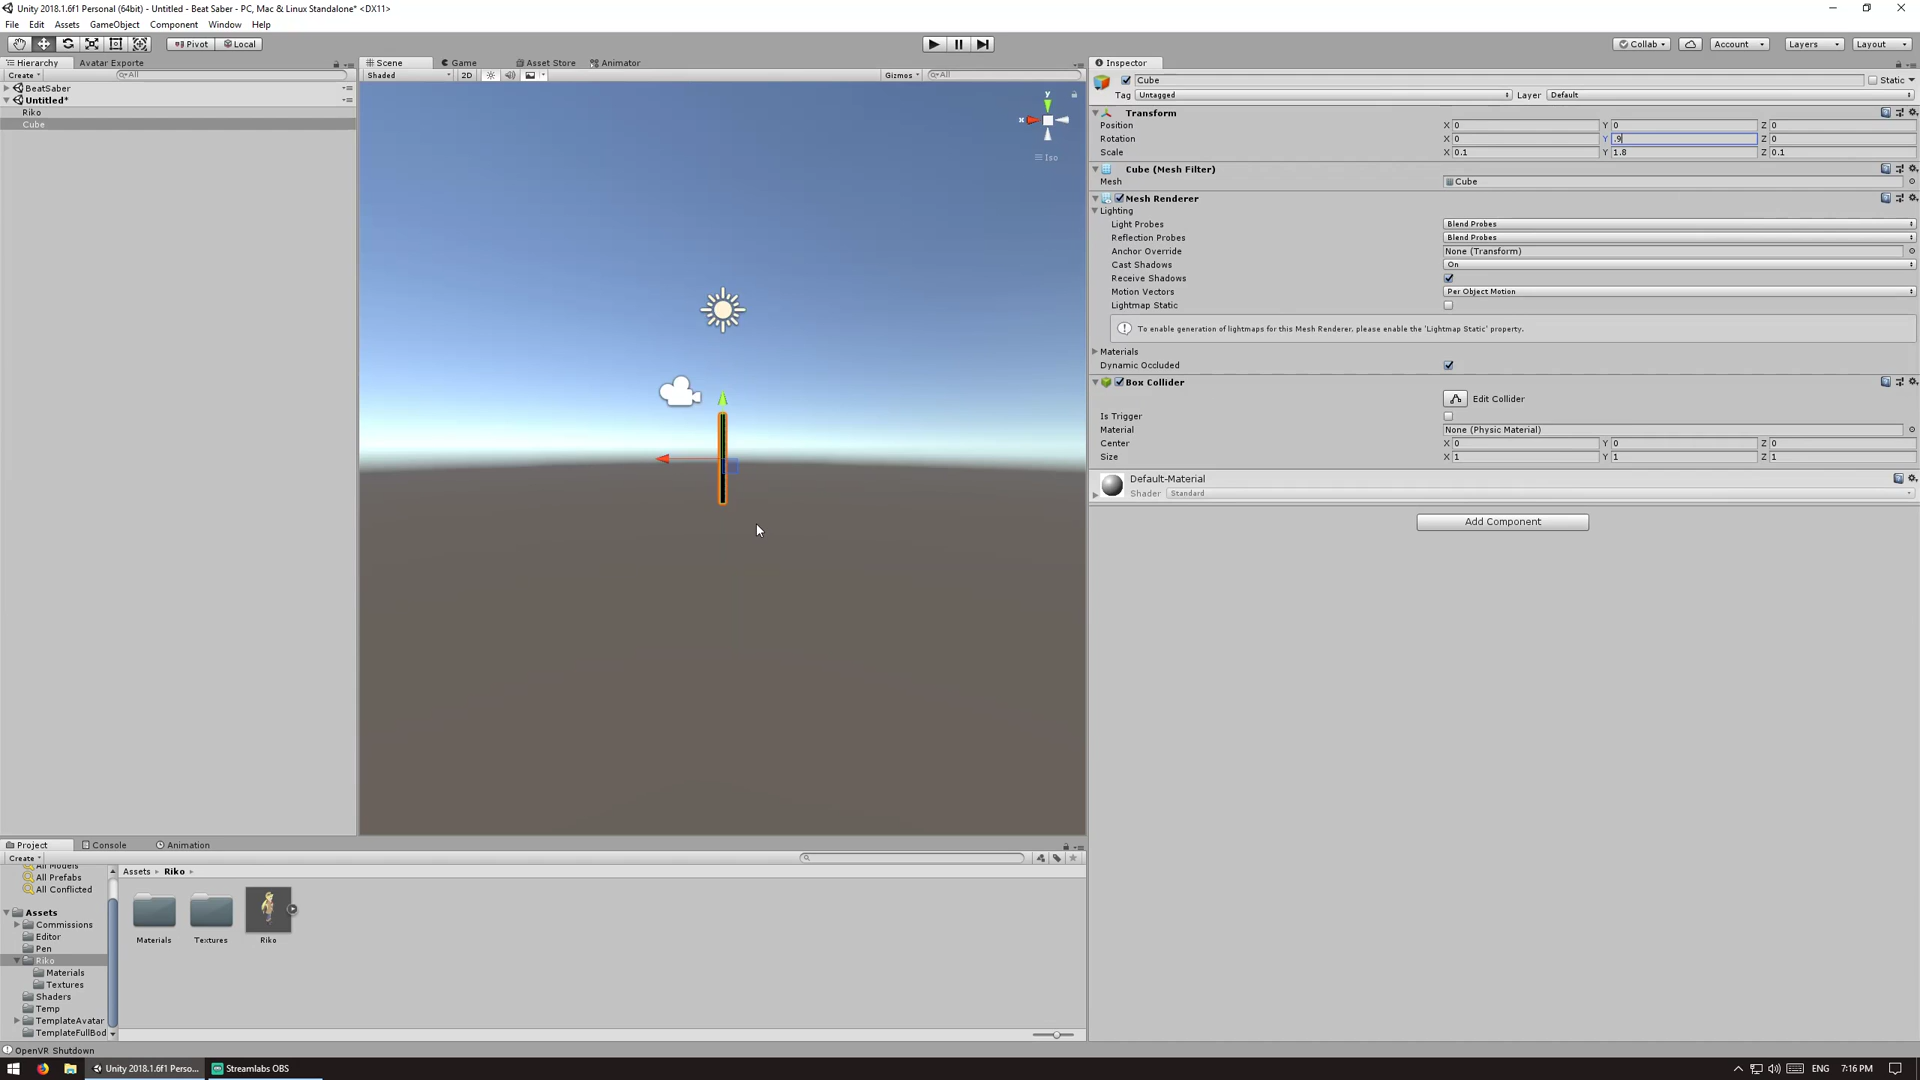 Unity 2018.1.6f1 Personal (64bit) - Untitled - Beat Saber - PC, Mac & Linux Standalone* <DX11>
File Edit Assets GameObject Component Window Help
Pivot Local Collab Account Layers Layout
Hierarchy Avatar Exporte Scene Game Asset Store Animator Inspector
Create All Shaded 2D Gizmos All Cube Static
BeatSaber Tag Untagged Layer Default
Untitled*
Riko
Cube
y
x
Iso
Transform
Position X 0 Y 0 Z 0
Rotation X 0 Y .9 Z 0
Scale X 0.1 Y 1.8 Z 0.1
Cube (Mesh Filter)
Mesh Cube
Mesh Renderer
Lighting
Light Probes Blend Probes
Reflection Probes Blend Probes
Anchor Override None (Transform)
Cast Shadows On
Receive Shadows
Motion Vectors Per Object Motion
Lightmap Static
To enable generation of lightmaps for this Mesh Renderer, please enable the 'Lightmap Static' property.
Materials
Dynamic Occluded
Box Collider
Edit Collider
Is Trigger
Material None (Physic Material)
Center X 0 Y 0 Z 0
Size X 1 Y 1 Z 1
Default-Material
Shader Standard
Add Component
Project Console Animation
Create
All Models
All Prefabs
All Conflicted
Assets
Commissions
Editor
Pen
Riko
Materials
Textures
Shaders
Temp
TemplateAvatar
TemplateFullBod
Assets Riko
Materials Textures Riko
OpenVR Shutdown
Unity 2018.1.6f1 Perso... Streamlabs OBS ENG 7:16 PM